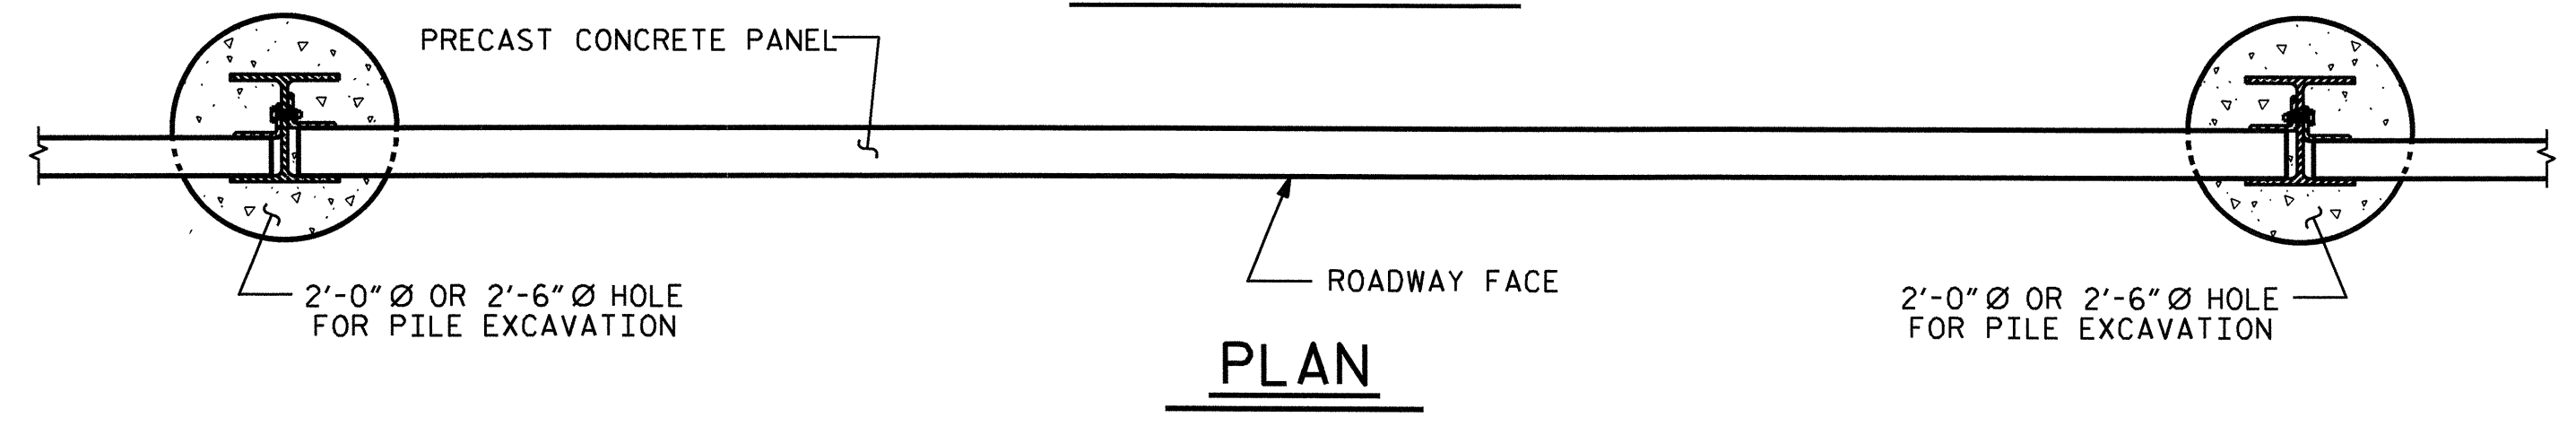 PRECAST CONCRETE PANEL
ROADWAY FACE
2'-0"Ø OR 2'-6"Ø HOLE
FOR PILE EXCAVATION
2'-0"Ø OR 2'-6"Ø HOLE
FOR PILE EXCAVATION
PLAN